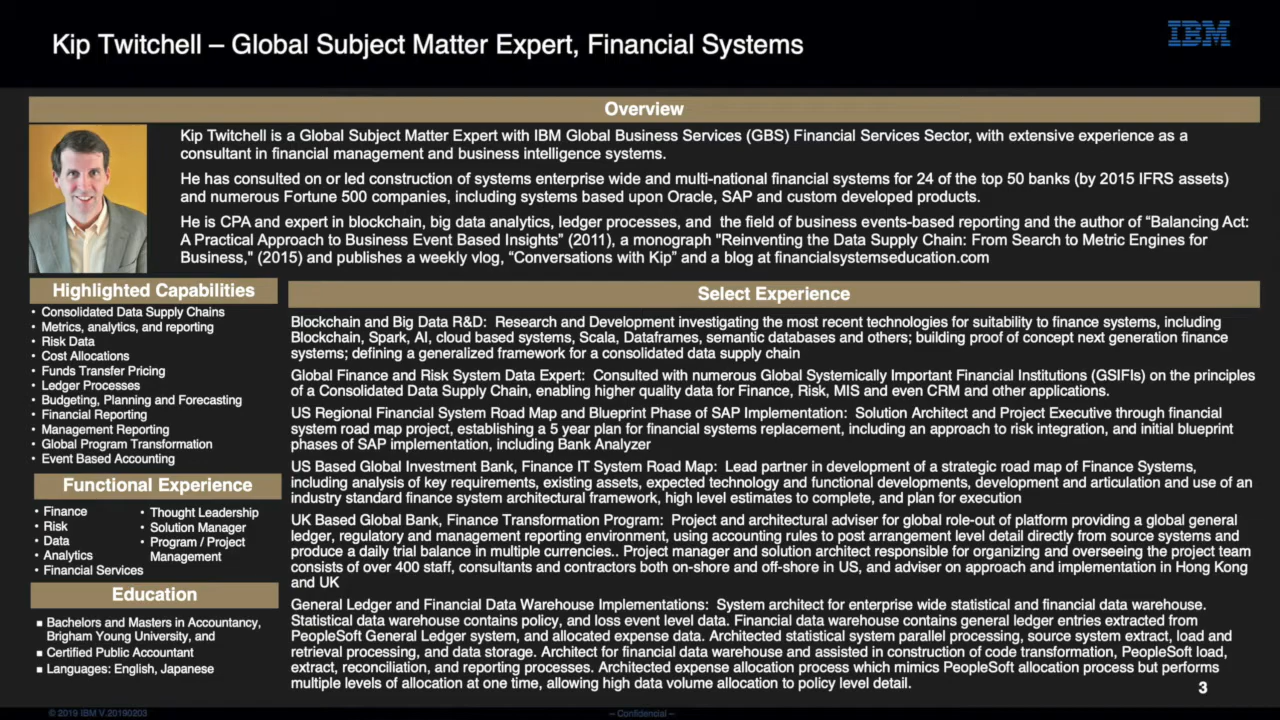 Kip Twitchell – Global Subject Matter Expert, Financial Systems
IBM
Overview
Kip Twitchell is a Global Subject Matter Expert with IBM Global Business Services (GBS) Financial Services Sector, with extensive experience as a
consultant in financial management and business intelligence systems.
He has consulted on or led construction of systems enterprise wide and multi-national financial systems for 24 of the top 50 banks (by 2015 IFRS assets)
and numerous Fortune 500 companies, including systems based upon Oracle, SAP and custom developed products.
He is CPA and expert in blockchain, big data analytics, ledger processes, and the field of business events-based reporting and the author of “Balancing Act:
A Practical Approach to Business Event Based Insights" (2011), a monograph "Reinventing the Data Supply Chain: From Search to Metric Engines for
Business," (2015) and publishes a weekly vlog, “Conversations with Kip” and a blog at financialsystemseducation.com
Highlighted Capabilities
• Consolidated Data Supply Chains
• Metrics, analytics, and reporting
• Risk Data
• Cost Allocations
• Funds Transfer Pricing
• Ledger Processes
• Budgeting, Planning and Forecasting
• Financial Reporting
• Management Reporting
• Global Program Transformation
• Event Based Accounting
Functional Experience
• Finance
• Risk
• Data
• Analytics
• Financial Services
• Thought Leadership
• Solution Manager
• Program / Project
Management
Education
▪ Bachelors and Masters in Accountancy,
Brigham Young University, and
▪ Certified Public Accountant
▪ Languages: English, Japanese
Select Experience
Blockchain and Big Data R&D: Research and Development investigating the most recent technologies for suitability to finance systems, including
Blockchain, Spark, AI, cloud based systems, Scala, Dataframes, semantic databases and others; building proof of concept next generation finance
systems; defining a generalized framework for a consolidated data supply chain
Global Finance and Risk System Data Expert: Consulted with numerous Global Systemically Important Financial Institutions (GSIFIs) on the principles
of a Consolidated Data Supply Chain, enabling higher quality data for Finance, Risk, MIS and even CRM and other applications.
US Regional Financial System Road Map and Blueprint Phase of SAP Implementation: Solution Architect and Project Executive through financial
system road map project, establishing a 5 year plan for financial systems replacement, including an approach to risk integration, and initial blueprint
phases of SAP implementation, including Bank Analyzer
US Based Global Investment Bank, Finance IT System Road Map: Lead partner in development of a strategic road map of Finance Systems,
including analysis of key requirements, existing assets, expected technology and functional developments, development and articulation and use of an
industry standard finance system architectural framework, high level estimates to complete, and plan for execution
UK Based Global Bank, Finance Transformation Program: Project and architectural adviser for global role-out of platform providing a global general
ledger, regulatory and management reporting environment, using accounting rules to post arrangement level detail directly from source systems and
produce a daily trial balance in multiple currencies.. Project manager and solution architect responsible for organizing and overseeing the project team
consists of over 400 staff, consultants and contractors both on-shore and off-shore in US, and adviser on approach and implementation in Hong Kong
and UK
General Ledger and Financial Data Warehouse Implementations: System architect for enterprise wide statistical and financial data warehouse.
Statistical data warehouse contains policy, and loss event level data. Financial data warehouse contains general ledger entries extracted from
PeopleSoft General Ledger system, and allocated expense data. Architected statistical system parallel processing, source system extract, load and
retrieval processing, and data storage. Architect for financial data warehouse and assisted in construction of code transformation, PeopleSoft load,
extract, reconciliation, and reporting processes. Architected expense allocation process which mimics PeopleSoft allocation process but performs
multiple levels of allocation at one time, allowing high data volume allocation to policy level detail.
3
© 2019 IBM V.20190203
-- Confidencial --